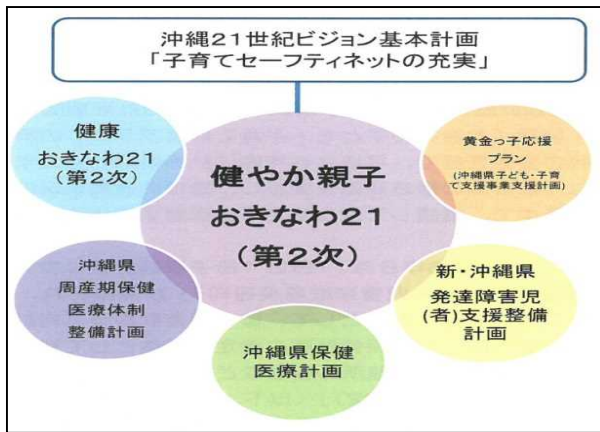 沖縄21世紀ビジョン基本計画
「子育てセーフティネットの充実」
健康
おきなわ21
(第2次)
健やか親子
おきなわ21
(第2次)
黄金っ子応援
プラン
(沖縄県子ども・子育
て支援事業支援計画)
沖縄県
周産期保健
医療体制
整備計画
沖縄県保健
医療計画
新・沖縄県
発達障害児
(者)支援整備
計画